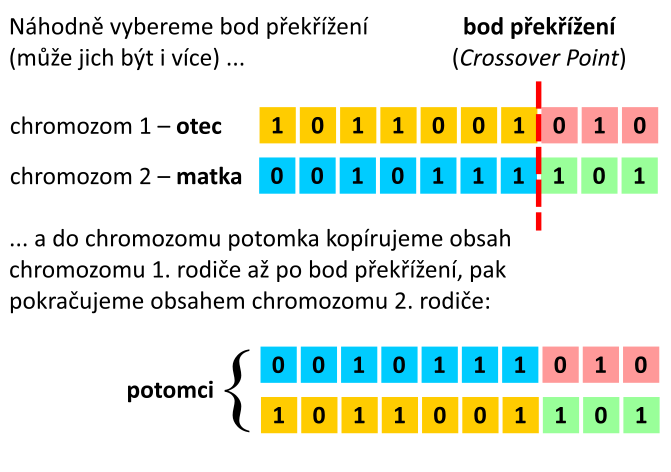 Náhodně vybereme bod překřížení
(může jich být i více) ...
bod překřížení
(Crossover Point)
chromozom 1 – otec 1 0 1 1 0 0 1 0 1 0
chromozom 2 – matka 0 0 1 0 1 1 1 1 0 1
... a do chromozomu potomka kopírujeme obsah
chromozomu 1. rodiče až po bod překřížení, pak
pokračujeme obsahem chromozomu 2. rodiče:
potomci
0 0 1 0 1 1 1 0 1 0
1 0 1 1 0 0 1 1 0 1